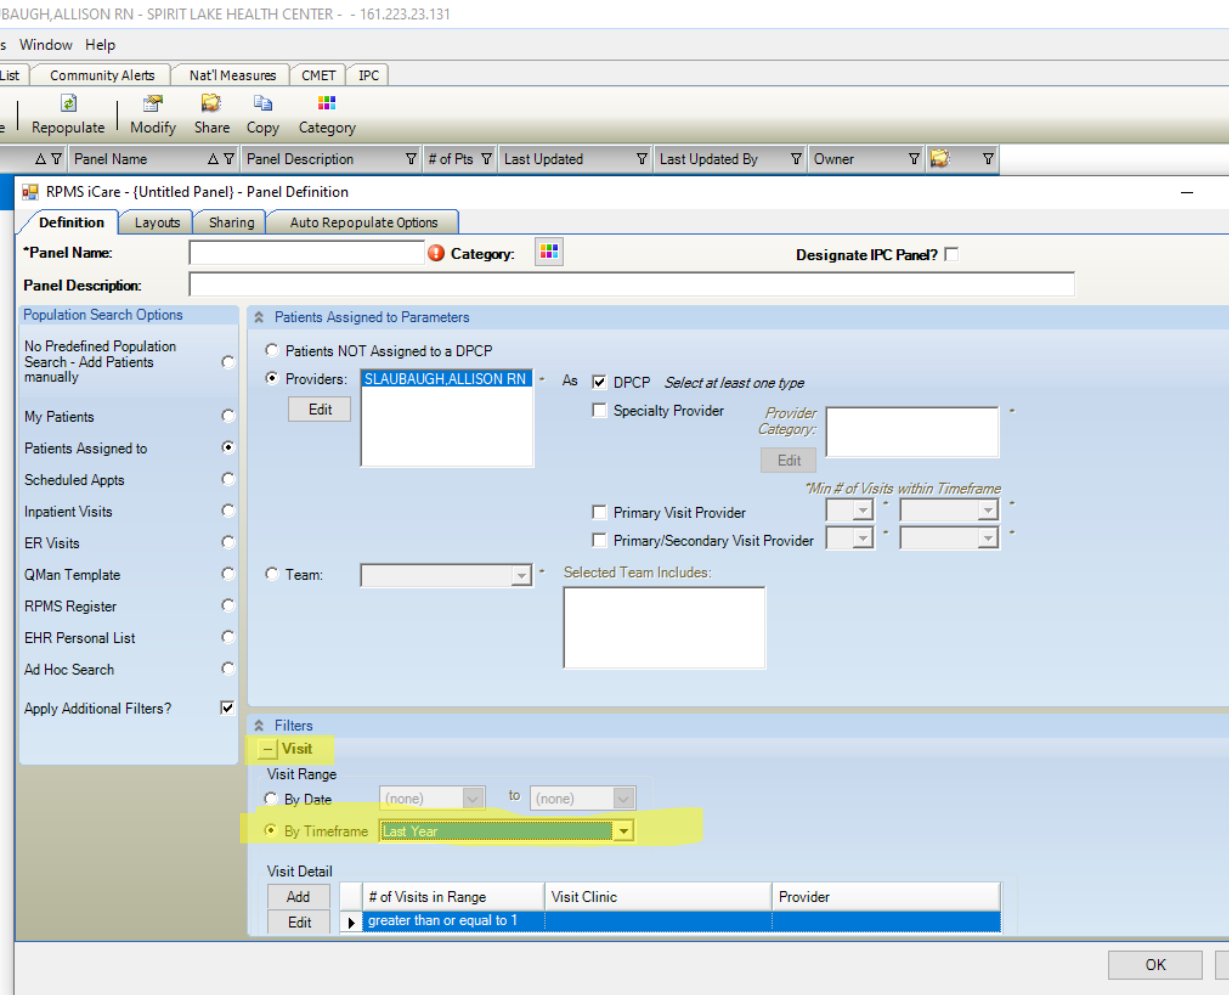 BAUGH,ALLISON RN - SPIRIT LAKE HEALTH CENTER - - 161.223.23.131
s Window Help
List Community Alerts Nat'l Measures CMET IPC
e Repopulate Modify Share Copy Category
Panel Name Panel Description # of Pts Last Updated Last Updated By Owner
RPMS iCare - {Untitled Panel} - Panel Definition
Definition Layouts Sharing Auto Repopulate Options
*Panel Name: Category: Designate IPC Panel?
Panel Description:
Population Search Options
No Predefined Population
Search - Add Patients
manually
My Patients
Patients Assigned to
Scheduled Appts
Inpatient Visits
ER Visits
QMan Template
RPMS Register
EHR Personal List
Ad Hoc Search
Apply Additional Filters?
Patients Assigned to Parameters
Patients NOT Assigned to a DPCP
Providers: SLAUBAUGH,ALLISON RN * As DPCP Select at least one type
Edit
Specialty Provider
Provider
Category: *
Edit
*Min # of Visits within Timeframe
Primary Visit Provider * *
Primary/Secondary Visit Provider * *
Team: * Selected Team Includes:
Filters
Visit
Visit Range
By Date (none) to (none)
By Timeframe Last Year
Visit Detail
Add # of Visits in Range Visit Clinic Provider
Edit greater than or equal to 1
OK